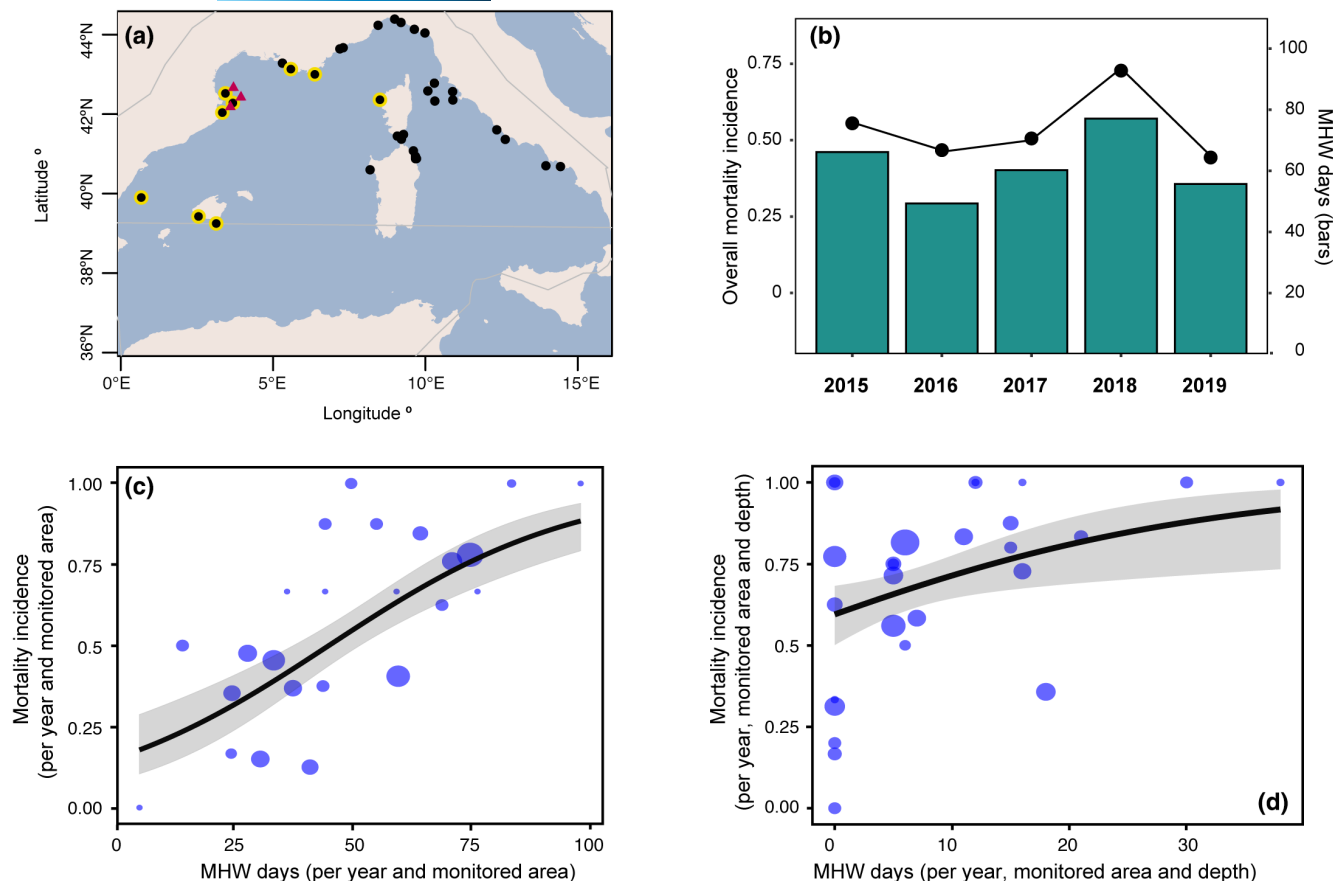 (a)
44°N
42°N
40°N
38°N
36°N
Latitude º
0°E
5°E
10°E
15°E
Longitude º
(b)
0.75
0.50
0.25
0
Overall mortality incidence
100
80
60
40
20
0
MHW days (bars)
2015
2016
2017
2018
2019
(c)
1.00
0.75
0.5
0.25
0.00
Mortality incidence
(per year and monitored area)
0
25
50
75
100
MHW days (per year and monitored area)
(d)
1.00
0.75
0.50
0.25
0.00
Mortality incidence
(per year, monitored area and depth)
0
10
20
30
MHW days (per year, monitored area and depth)